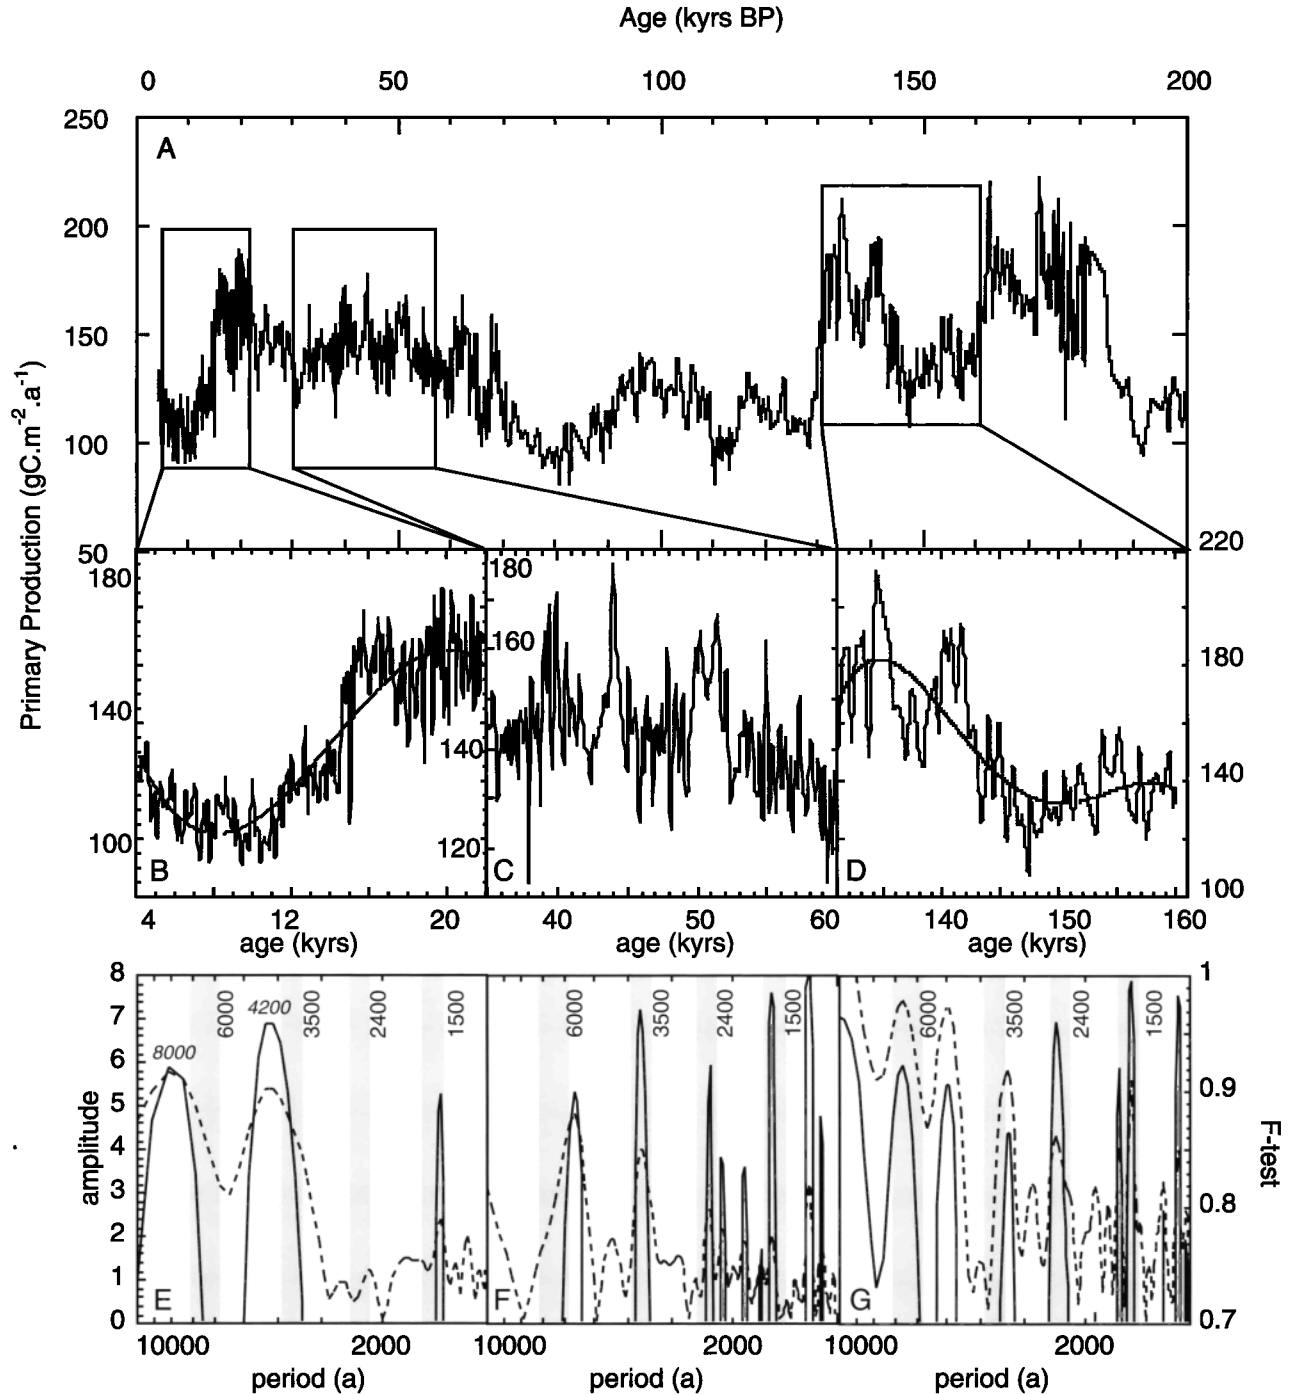 Age (kyrs BP)
0 50 100 150 200
250
A
200
150
100
50
Primary Production (gC.m⁻².a⁻¹)
220
180
180
160
180
140
140
140
100
120
100
B
C
D
4 12 20 40 50 60 140 150 160
age (kyrs) age (kyrs) age (kyrs)
8
7
6
5
4
3
2
1
0
amplitude
8000
6000
4200
3500
2400
1500
6000
3500
2400
1500
6000
3500
2400
1500
1
0.9
0.8
0.7
F-test
E
F
G
10000 2000 10000 2000 10000 2000
period (a) period (a) period (a)